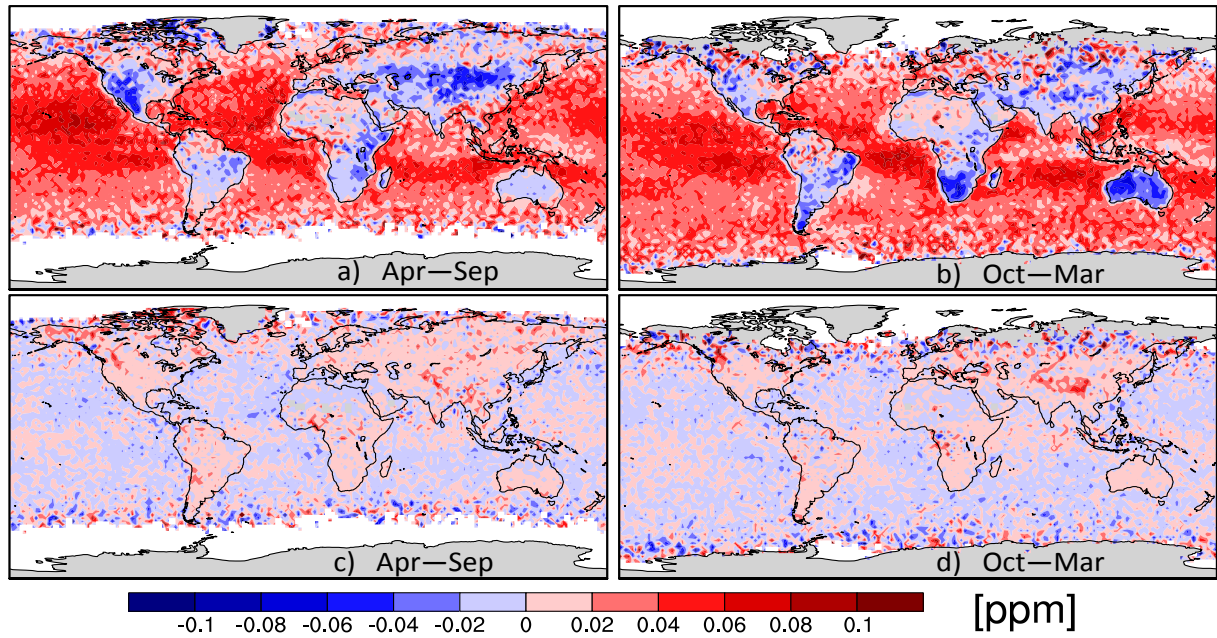 a) Apr—Sep
b) Oct—Mar
c) Apr—Sep
d) Oct—Mar
-0.1 -0.08 -0.06 -0.04 -0.02 0 0.02 0.04 0.06 0.08 0.1 [ppm]